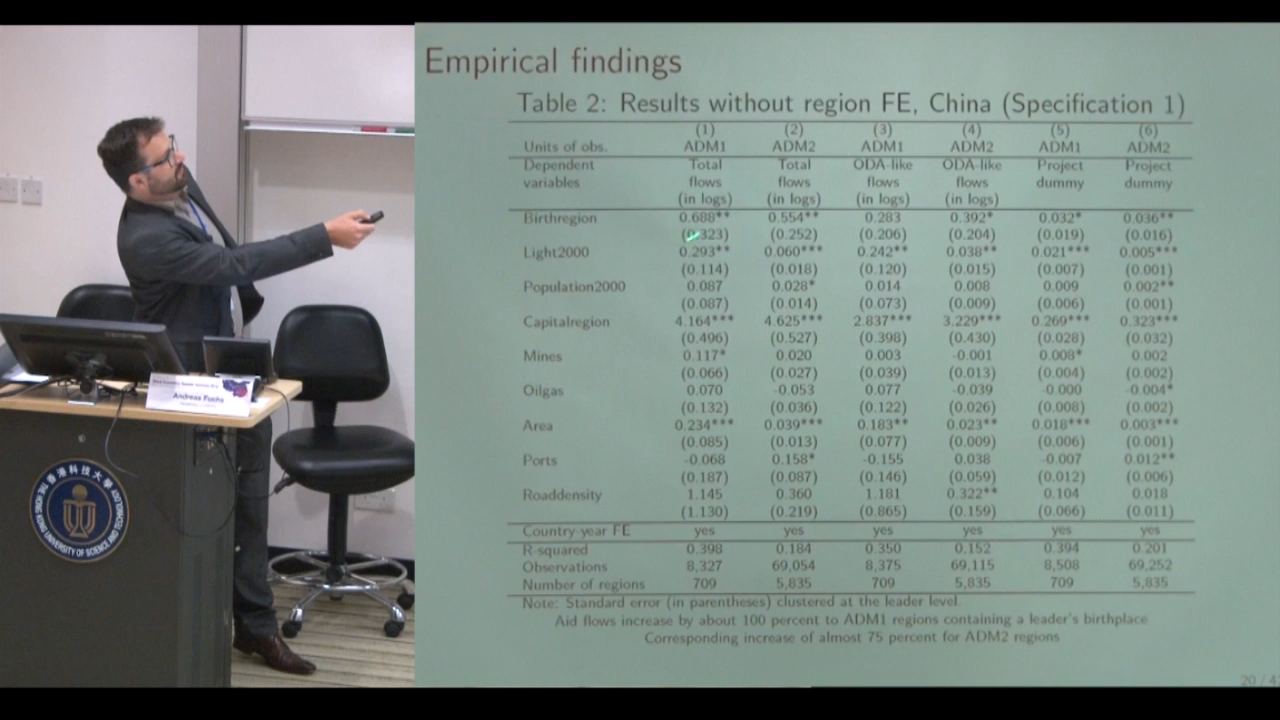 Empirical findings
Table 2: Results without region FE, China (Specification 1)
(1) (2) (3) (4) (5) (6)
Units of obs. ADM1 ADM2 ADM1 ADM2 ADM1 ADM2
Dependent Total Total ODA-like ODA-like Project Project
variables flows flows flows flows dummy dummy
(in logs) (in logs) (in logs) (in logs)
Birthregion 0.688** 0.554** 0.283 0.392* 0.032* 0.036**
(0.323) (0.252) (0.206) (0.204) (0.019) (0.016)
Light2000 0.293** 0.060*** 0.242** 0.038** 0.021*** 0.005***
(0.114) (0.018) (0.120) (0.015) (0.007) (0.001)
Population2000 0.087 0.028* 0.014 0.008 0.009 0.002**
(0.087) (0.014) (0.073) (0.009) (0.006) (0.001)
Capitalregion 4.164*** 4.625*** 2.837*** 3.229*** 0.269*** 0.323***
(0.496) (0.527) (0.398) (0.430) (0.028) (0.032)
Mines 0.117* 0.020 0.003 -0.001 0.008* 0.002
(0.066) (0.027) (0.039) (0.013) (0.004) (0.002)
Oilgas 0.070 -0.053 0.077 -0.039 -0.000 -0.004*
(0.132) (0.036) (0.122) (0.026) (0.008) (0.002)
Area 0.234*** 0.039*** 0.183** 0.023** 0.018*** 0.003***
(0.085) (0.013) (0.077) (0.009) (0.006) (0.001)
Ports -0.068 0.158* -0.155 0.038 -0.007 0.012**
(0.187) (0.087) (0.146) (0.059) (0.012) (0.006)
Roaddensity 1.145 0.360 1.181 0.322** 0.104 0.018
(1.130) (0.219) (0.865) (0.159) (0.066) (0.011)
Country-year FE yes yes yes yes yes yes
R-squared 0.398 0.184 0.350 0.152 0.394 0.201
Observations 8,327 69,054 8,375 69,115 8,508 69,252
Number of regions 709 5,835 709 5,835 709 5,835
Note: Standard error (in parentheses) clustered at the leader level.
Aid flows increase by about 100 percent to ADM1 regions containing a leader's birthplace
Corresponding increase of almost 75 percent for ADM2 regions
20 / 4
Andreas Fuchs
香港科技大學
THE HONG KONG UNIVERSITY OF SCIENCE AND TECHNOLOGY